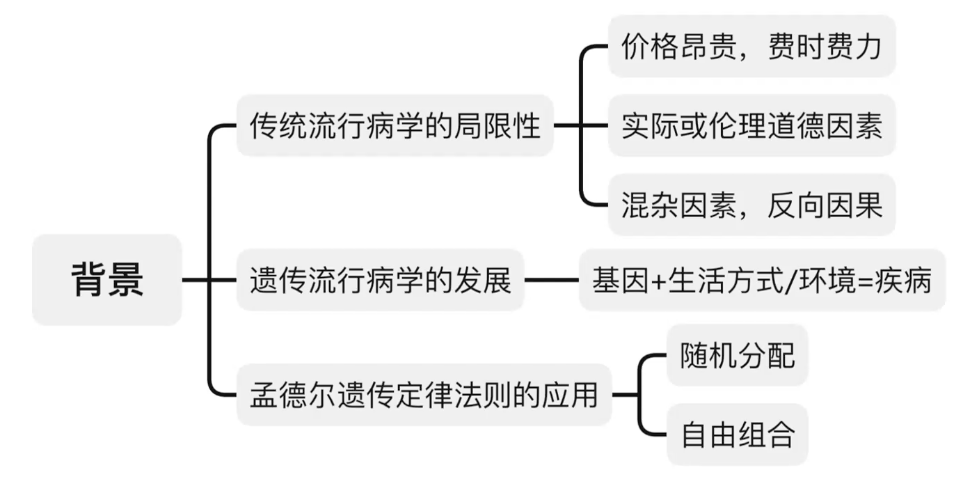 背景
传统流行病学的局限性
价格昂贵，费时费力
实际或伦理道德因素
混杂因素，反向因果
遗传流行病学的发展
基因+生活方式/环境=疾病
孟德尔遗传定律法则的应用
随机分配
自由组合